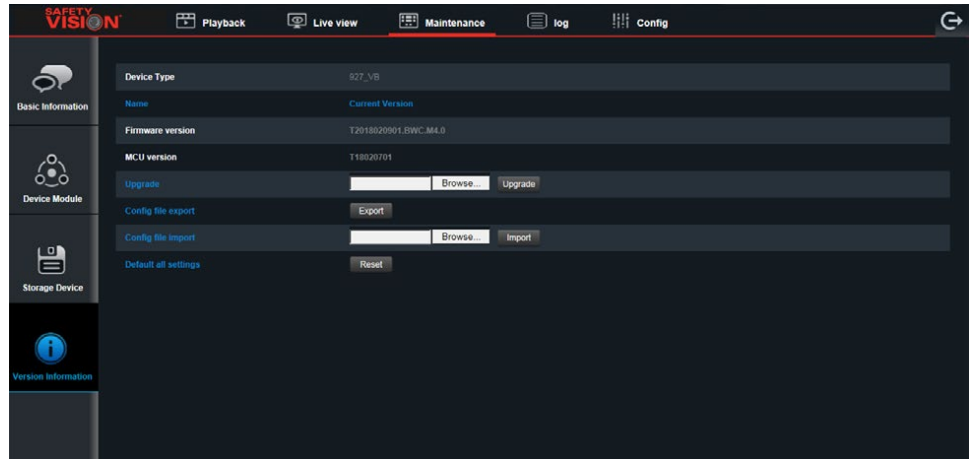 SAFETY
VISION
Playback
Live view
Maintenance
log
Config
Basic Information
Device Module
Storage Device
Version Information
Device Type 927_VB
Name Current Version
Firmware version T2018020901.BWC.M4.0
MCU version T18020701
Upgrade Browse... Upgrade
Config file export Export
Config file import Browse... Import
Default all settings Reset